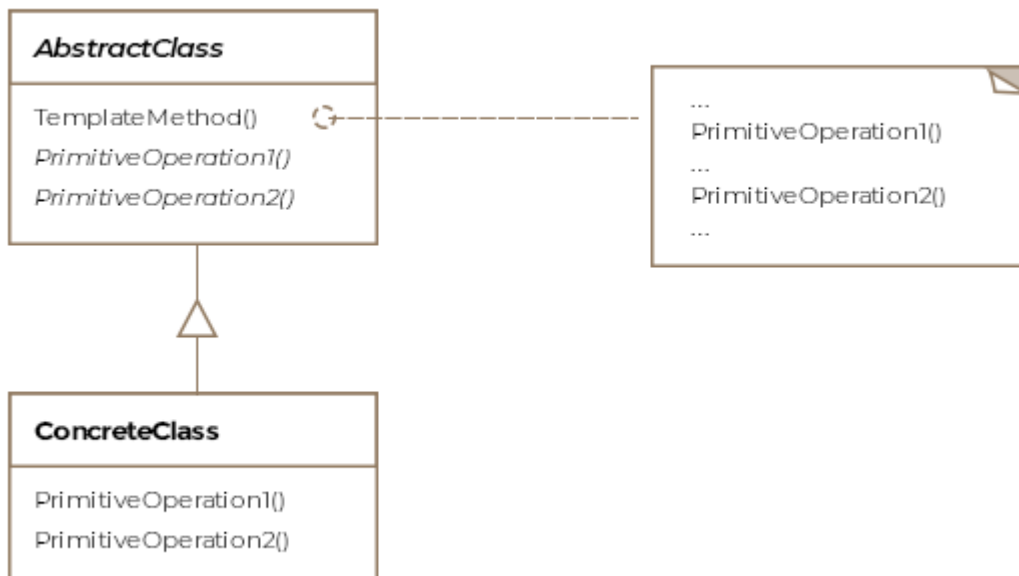 AbstractClass
TemplateMethod()
PrimitiveOperation1()
PrimitiveOperation2()
...
PrimitiveOperation1()
...
PrimitiveOperation2()
...
ConcreteClass
PrimitiveOperation1()
PrimitiveOperation2()